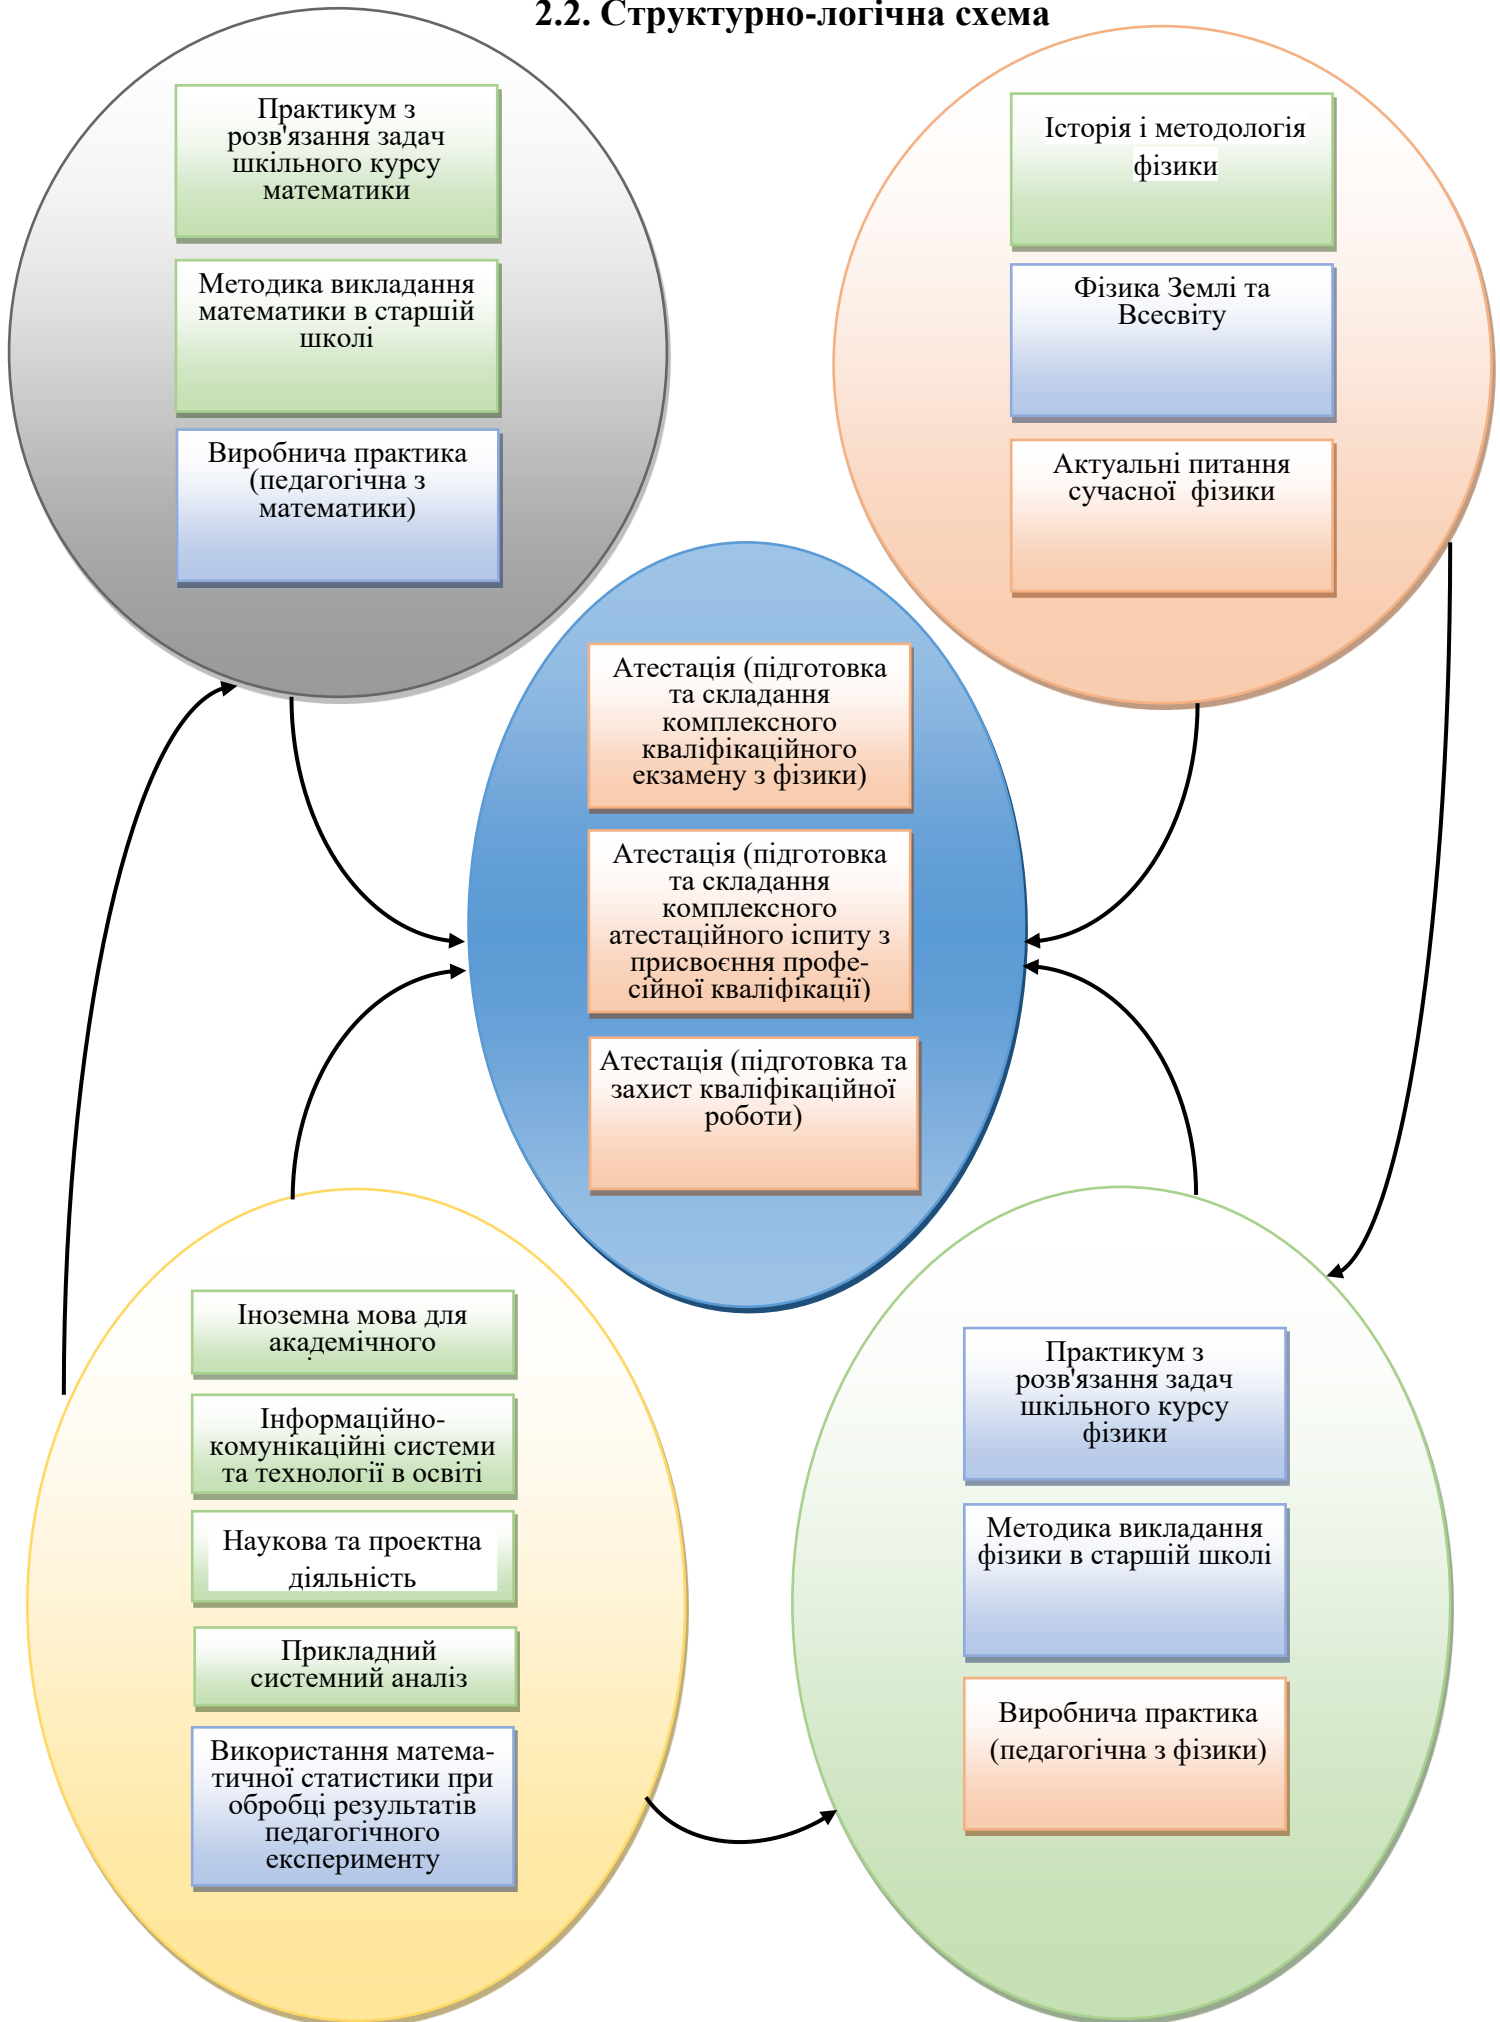 2.2. Структурно-логічна схема
Практикум з
розв'язання задач
шкільного курсу
математики
Методика викладання
математики в старшій
школі
Виробнича практика
(педагогічна з
математики)
Історія і методологія
фізики
Фізика Землі та
Всесвіту
Актуальні питання
сучасної фізики
Атестація (підготовка
та складання
комплексного
кваліфікаційного
екзамену з фізики)
Атестація (підготовка
та складання
комплексного
атестаційного іспиту з
присвоєння профе-
сійної кваліфікації)
Атестація (підготовка та
захист кваліфікаційної
роботи)
Іноземна мова для
академічного
Інформаційно-
комунікаційні системи
та технології в освіті
Наукова та проектна
діяльність
Прикладний
системний аналіз
Використання матема-
тичної статистики при
обробці результатів
педагогічного
експерименту
Практикум з
розв'язання задач
шкільного курсу
фізики
Методика викладання
фізики в старшій школі
Виробнича практика
(педагогічна з фізики)